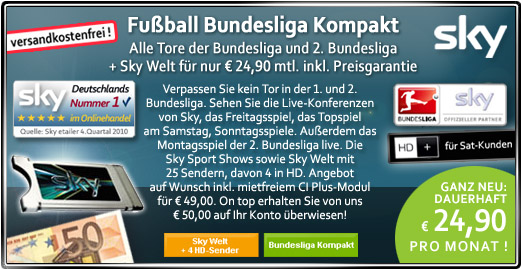 versandkostenfrei !
Fußball Bundesliga Kompakt
Alle Tore der Bundesliga und 2. Bundesliga
+ Sky Welt für nur € 24,90 mtl. inkl. Preisgarantie
sky
sky
Deutschlands
Nummer 1
im Onlinehandel
Quelle: Sky etailer 4.Quartal 2010
Verpassen Sie kein Tor in der 1. und 2.
Bundesliga. Sehen Sie die Live-Konferenzen
von Sky, das Freitagsspiel, das Topspiel
am Samstag, Sonntagsspiele. Außerdem das
Montagsspiel der 2. Bundesliga live. Die
Sky Sport Shows sowie Sky Welt mit
25 Sendern, davon 4 in HD. Angebot
auf Wunsch inkl. mietfreiem CI Plus-Modul
für € 49,00. On top erhalten Sie von uns
€ 50,00 auf Ihr Konto überwiesen!
BUNDESLIGA
sky
OFFIZIELLER PARTNER
HD +
für Sat-Kunden
50
Sky Welt
+ 4 HD-Sender
Bundesliga Kompakt
GANZ NEU:
DAUERHAFT
€ 24,90
PRO MONAT !